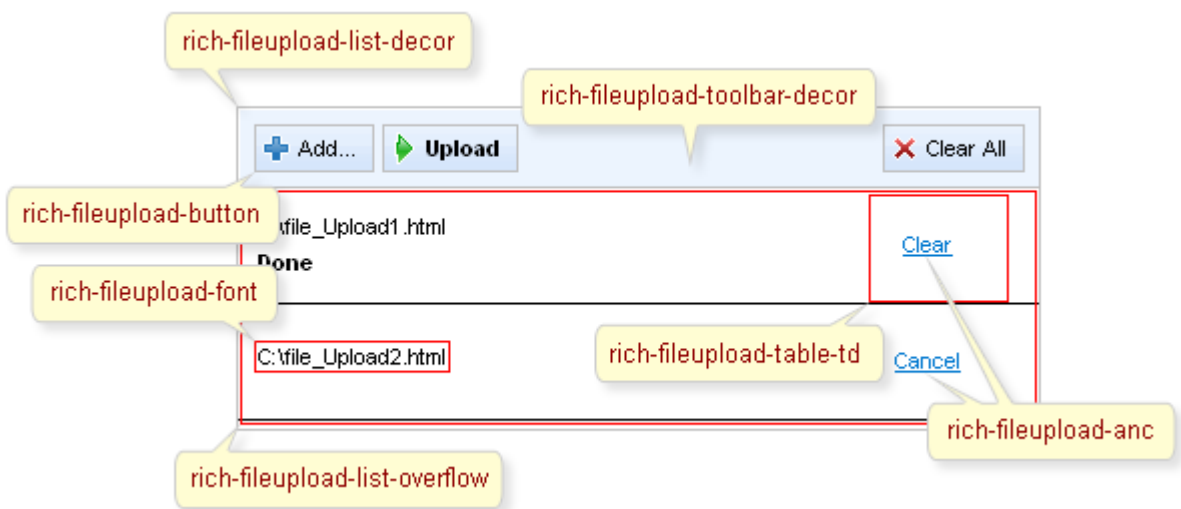 rich-fileupload-list-decor
rich-fileupload-toolbar-decor
Add... Upload Clear All
rich-fileupload-button
\file_Upload1.html
Clear
Done
rich-fileupload-font
rich-fileupload-table-td
C:\file_Upload2.html
Cancel
rich-fileupload-anc
rich-fileupload-list-overflow